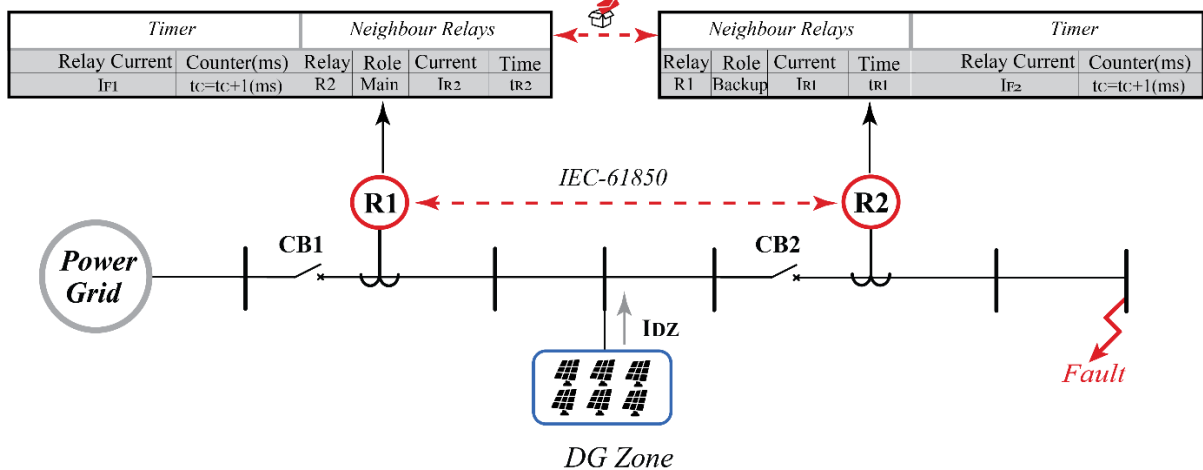 Timer Neighbour Relays
Relay Current Counter(ms) Relay Role Current Time
IF1 tc=tc+1(ms) R2 Main IR2 tR2
Neighbour Relays Timer
Relay Role Current Time Relay Current Counter(ms)
R1 Backup IR1 tR1 IF2 tc=tc+1(ms)
IEC-61850
R1
R2
CB1
CB2
Power
Grid
IDZ
Fault
DG Zone